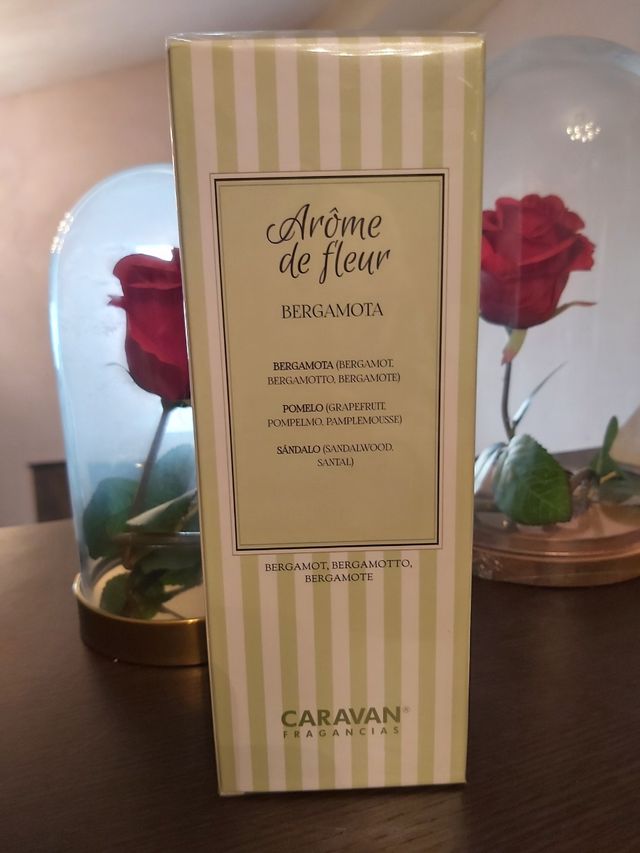 Arôme
de fleur
BERGAMOTA
BERGAMOTA (BERGAMOT,
BERGAMOTTO, BERGAMOTE)
POMELO (GRAPEFRUIT,
POMPELMO, PAMPLEMOUSSE)
SÁNDALO (SANDALWOOD,
SANTAL)
BERGAMOT, BERGAMOTTO,
BERGAMOTE
CARAVAN®
FRAGANCIAS